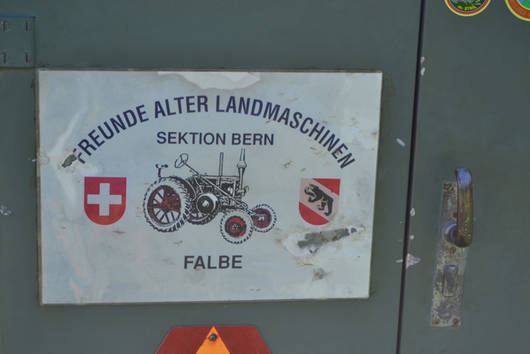 FREUNDE ALTER LANDMASCHINEN
SEKTION BERN
FALBE